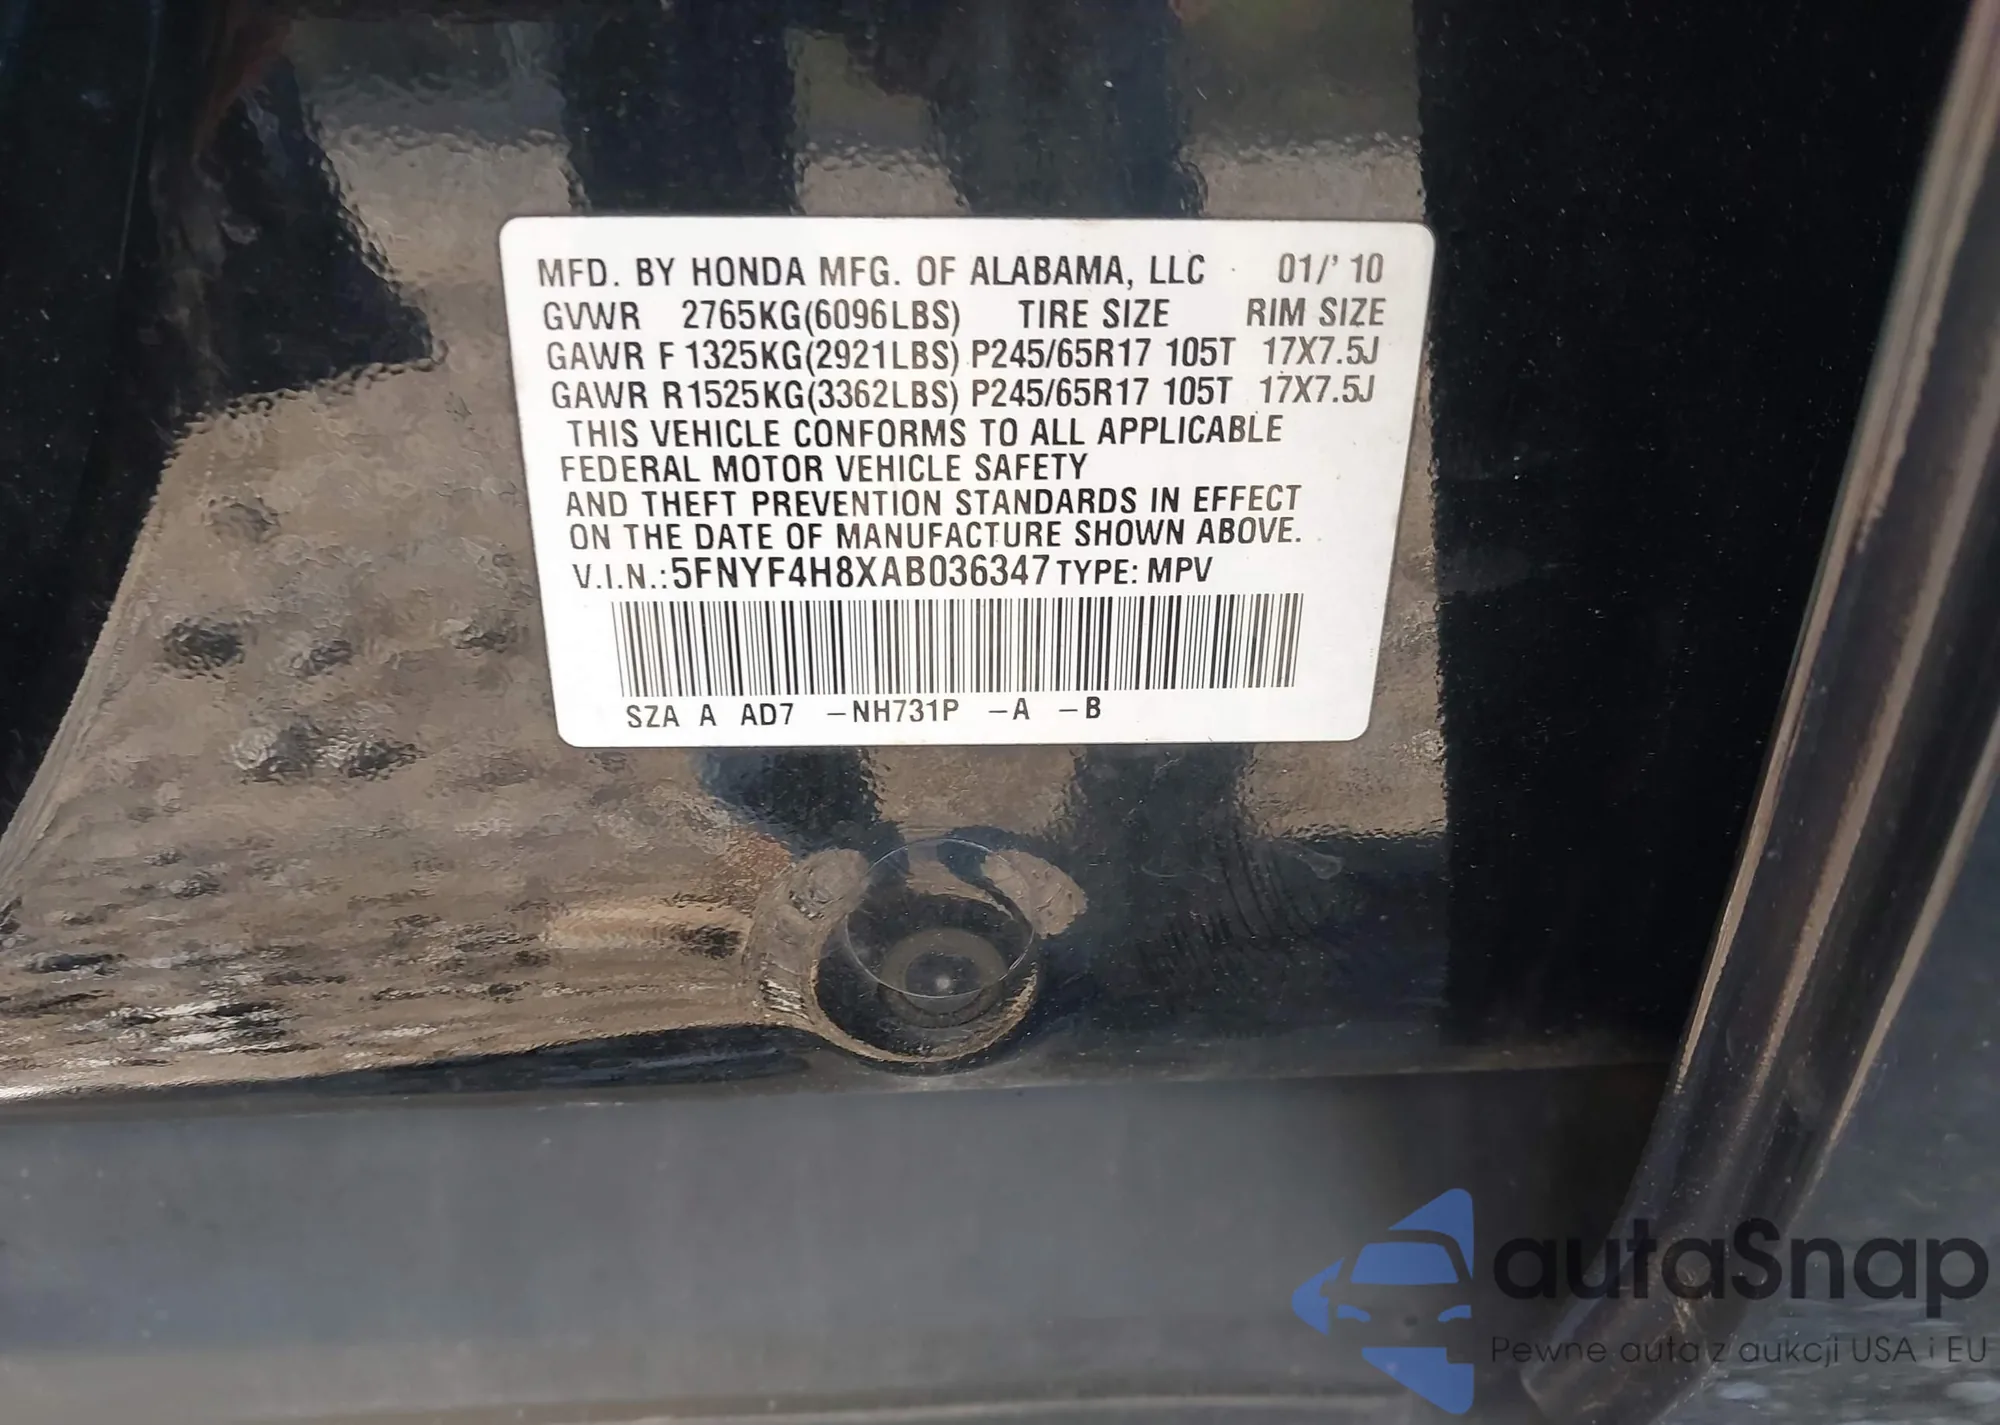 MFD. BY HONDA MFG. OF ALABAMA, LLC 01/' 10
GVWR 2765KG(6096LBS) TIRE SIZE RIM SIZE
GAWR F 1325KG(2921LBS) P245/65R17 105T 17X7.5J
GAWR R1525KG(3362LBS) P245/65R17 105T 17X7.5J
THIS VEHICLE CONFORMS TO ALL APPLICABLE
FEDERAL MOTOR VEHICLE SAFETY
AND THEFT PREVENTION STANDARDS IN EFFECT
ON THE DATE OF MANUFACTURE SHOWN ABOVE.
V.I.N.:5FNYF4H8XAB036347 TYPE: MPV
SZA A AD7 -NH731P -A -B
autaSnap
Pewne auta z aukcji USA i EU